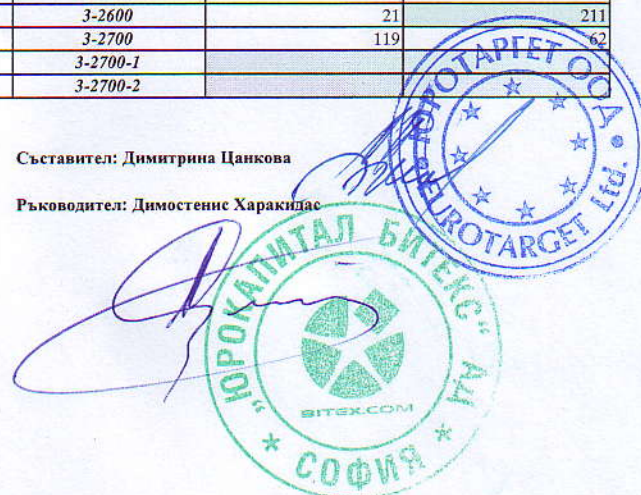 3-2600 21 211
3-2700 119 62
3-2700-1
3-2700-2
Съставител: Димитрина Цанкова
Ръководител: Димостенис Харакидас
ЮРОТАРГЕТ ООД
EUROTARGET Ltd.
"ЮРОКАПИТАЛ БИТЕКС" АД
BITEX.COM
СОФИЯ